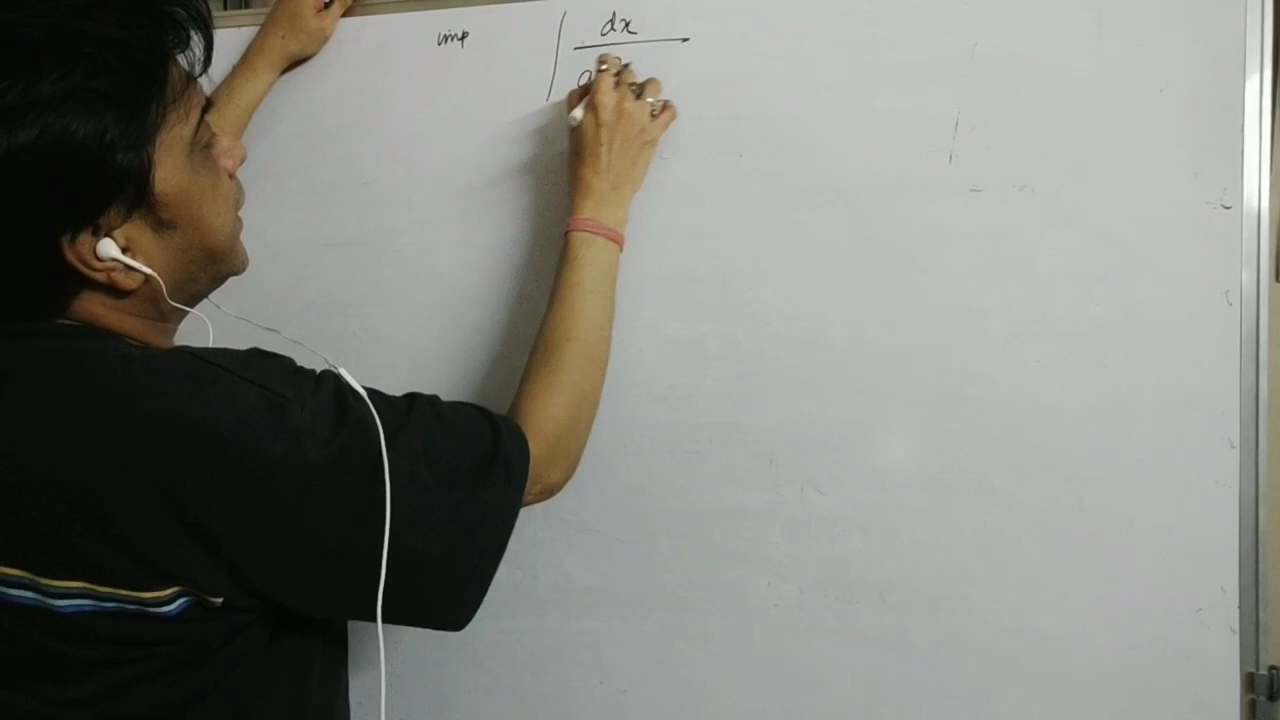 imp ∫ dx
a